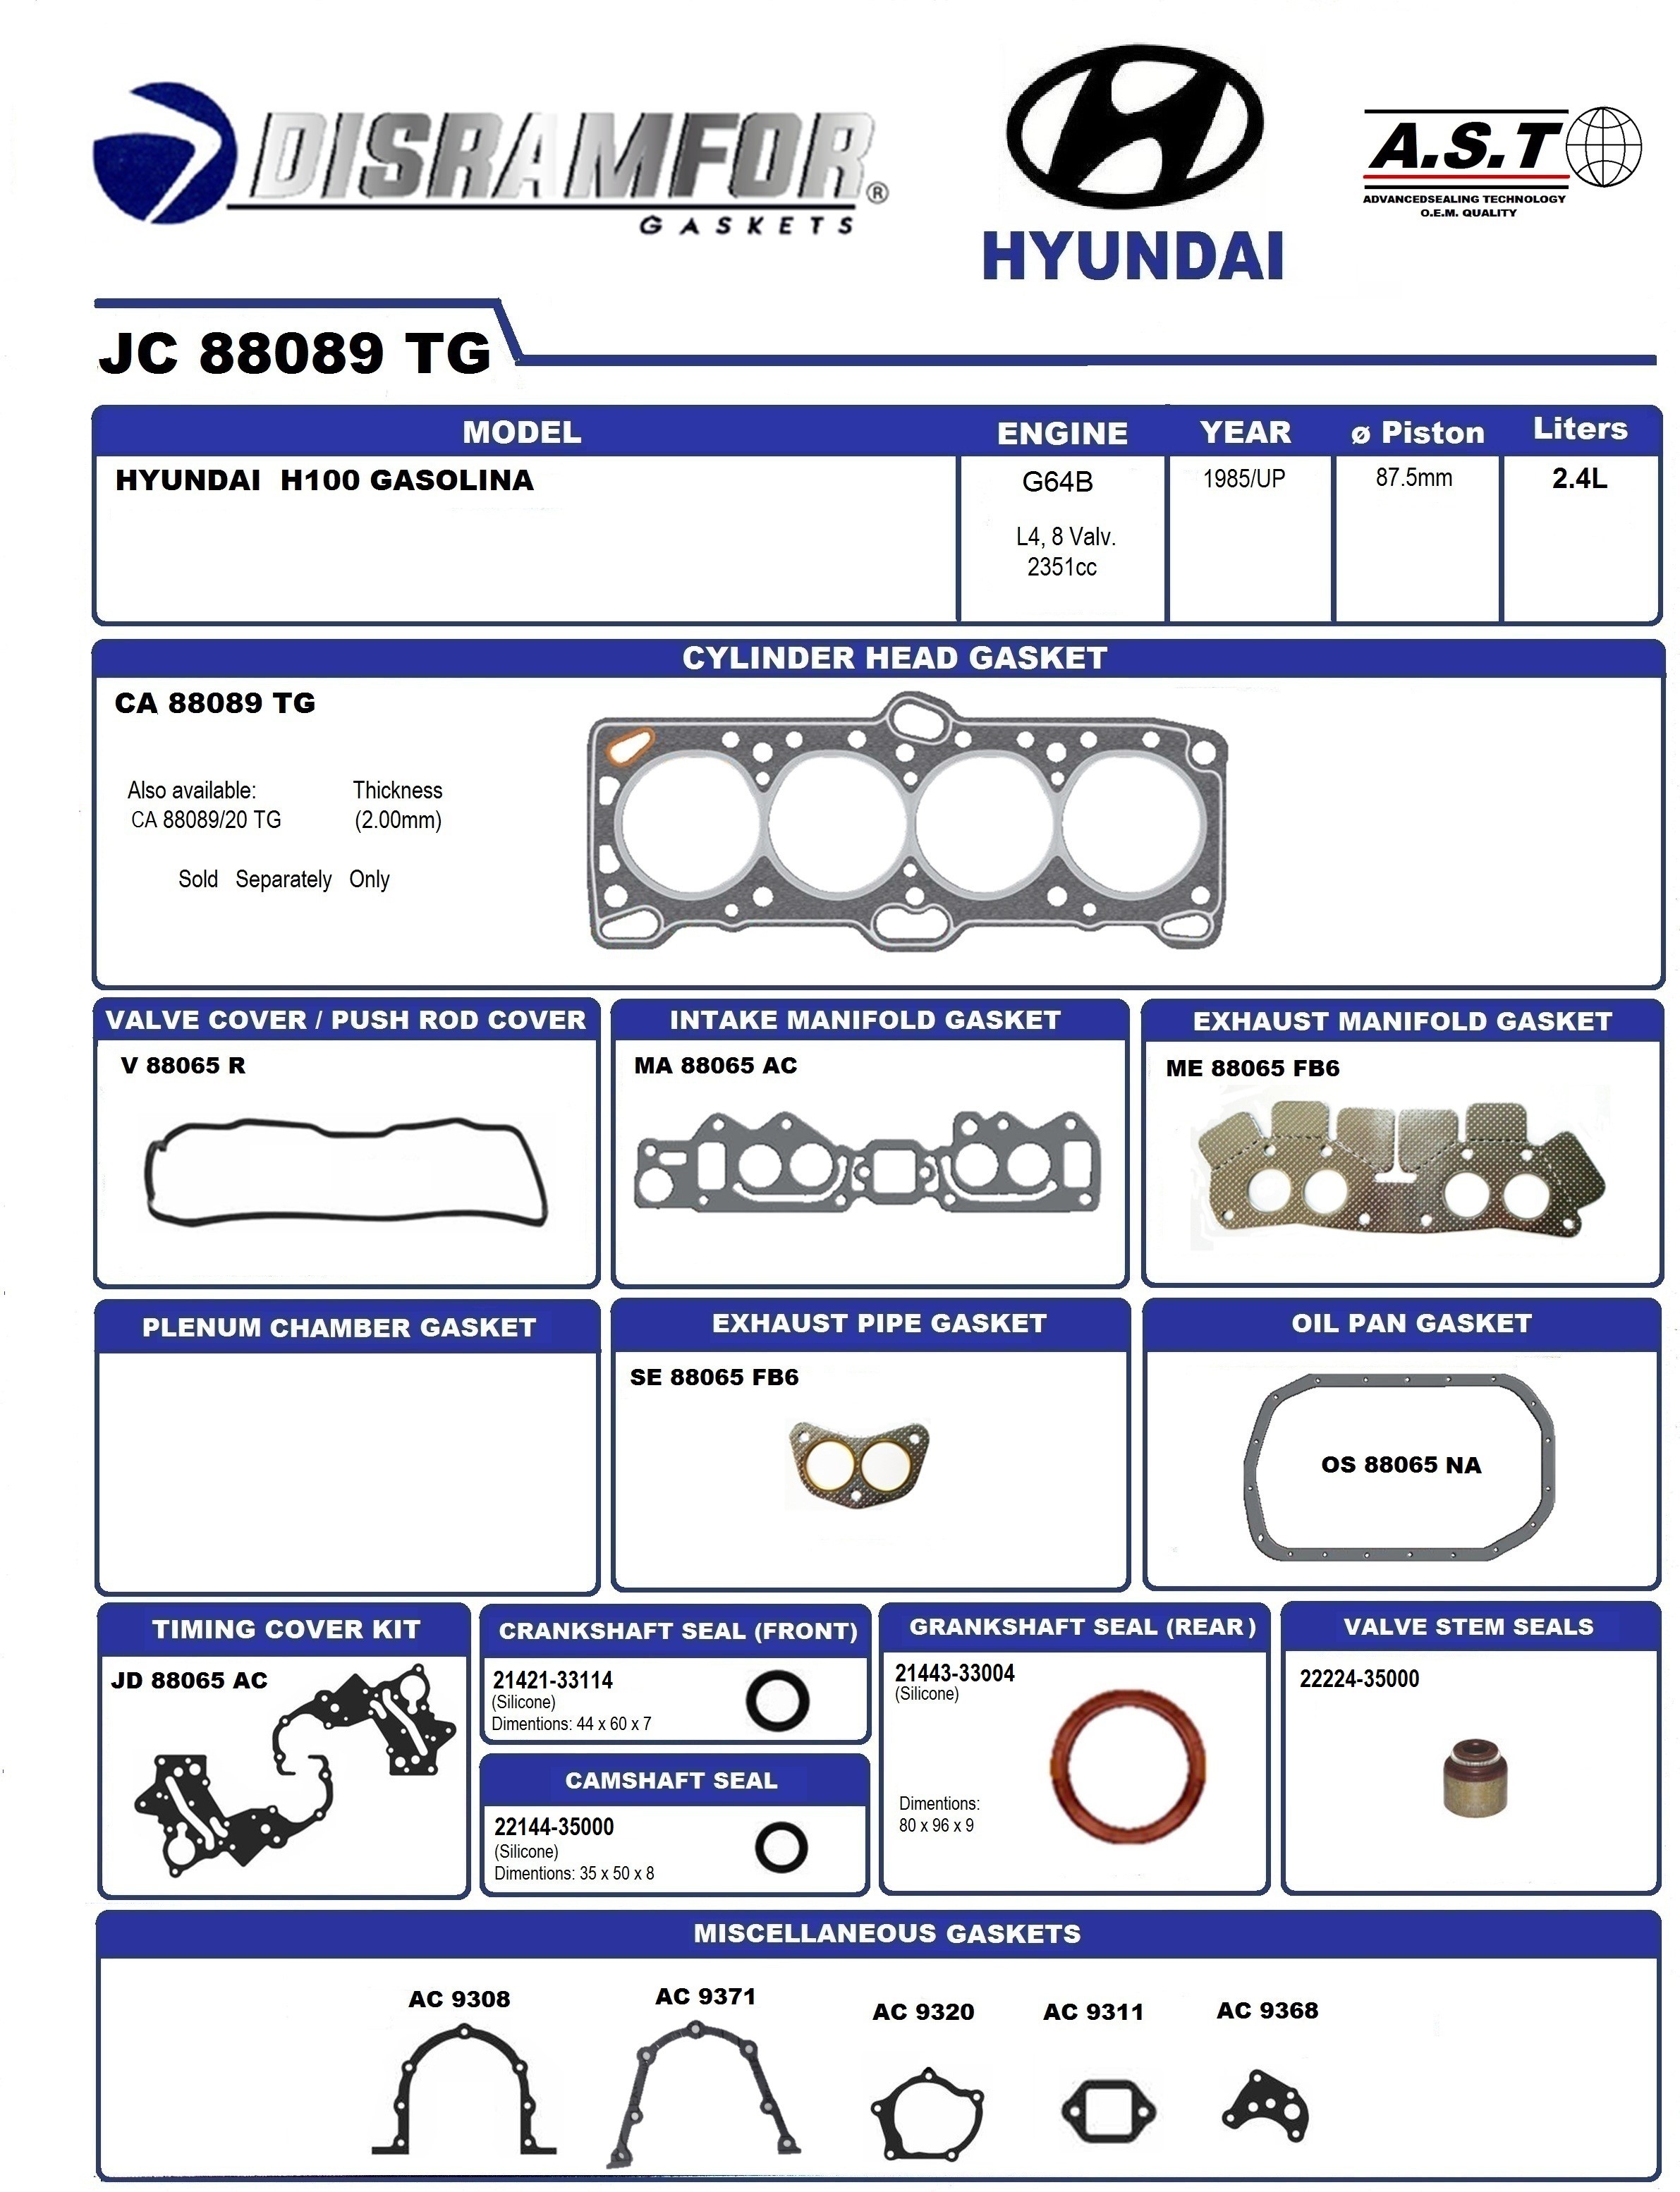 DISRAMFOR®
GASKETS
HYUNDAI
A.S.T
ADVANCEDSEALING TECHNOLOGY
O.E.M. QUALITY
JC 88089 TG
MODEL ENGINE YEAR ø Piston Liters
HYUNDAI H100 GASOLINA G64B 1985/UP 87.5mm 2.4L
L4, 8 Valv.
2351cc
CYLINDER HEAD GASKET
CA 88089 TG
Also available: Thickness
CA 88089/20 TG (2.00mm)
Sold Separately Only
VALVE COVER / PUSH ROD COVER
V 88065 R
INTAKE MANIFOLD GASKET
MA 88065 AC
EXHAUST MANIFOLD GASKET
ME 88065 FB6
PLENUM CHAMBER GASKET
EXHAUST PIPE GASKET
SE 88065 FB6
OIL PAN GASKET
OS 88065 NA
TIMING COVER KIT
JD 88065 AC
CRANKSHAFT SEAL (FRONT)
21421-33114
(Silicone)
Dimentions: 44 x 60 x 7
CAMSHAFT SEAL
22144-35000
(Silicone)
Dimentions: 35 x 50 x 8
GRANKSHAFT SEAL (REAR)
21443-33004
(Silicone)
Dimentions:
80 x 96 x 9
VALVE STEM SEALS
22224-35000
MISCELLANEOUS GASKETS
AC 9308
AC 9371
AC 9320
AC 9311
AC 9368